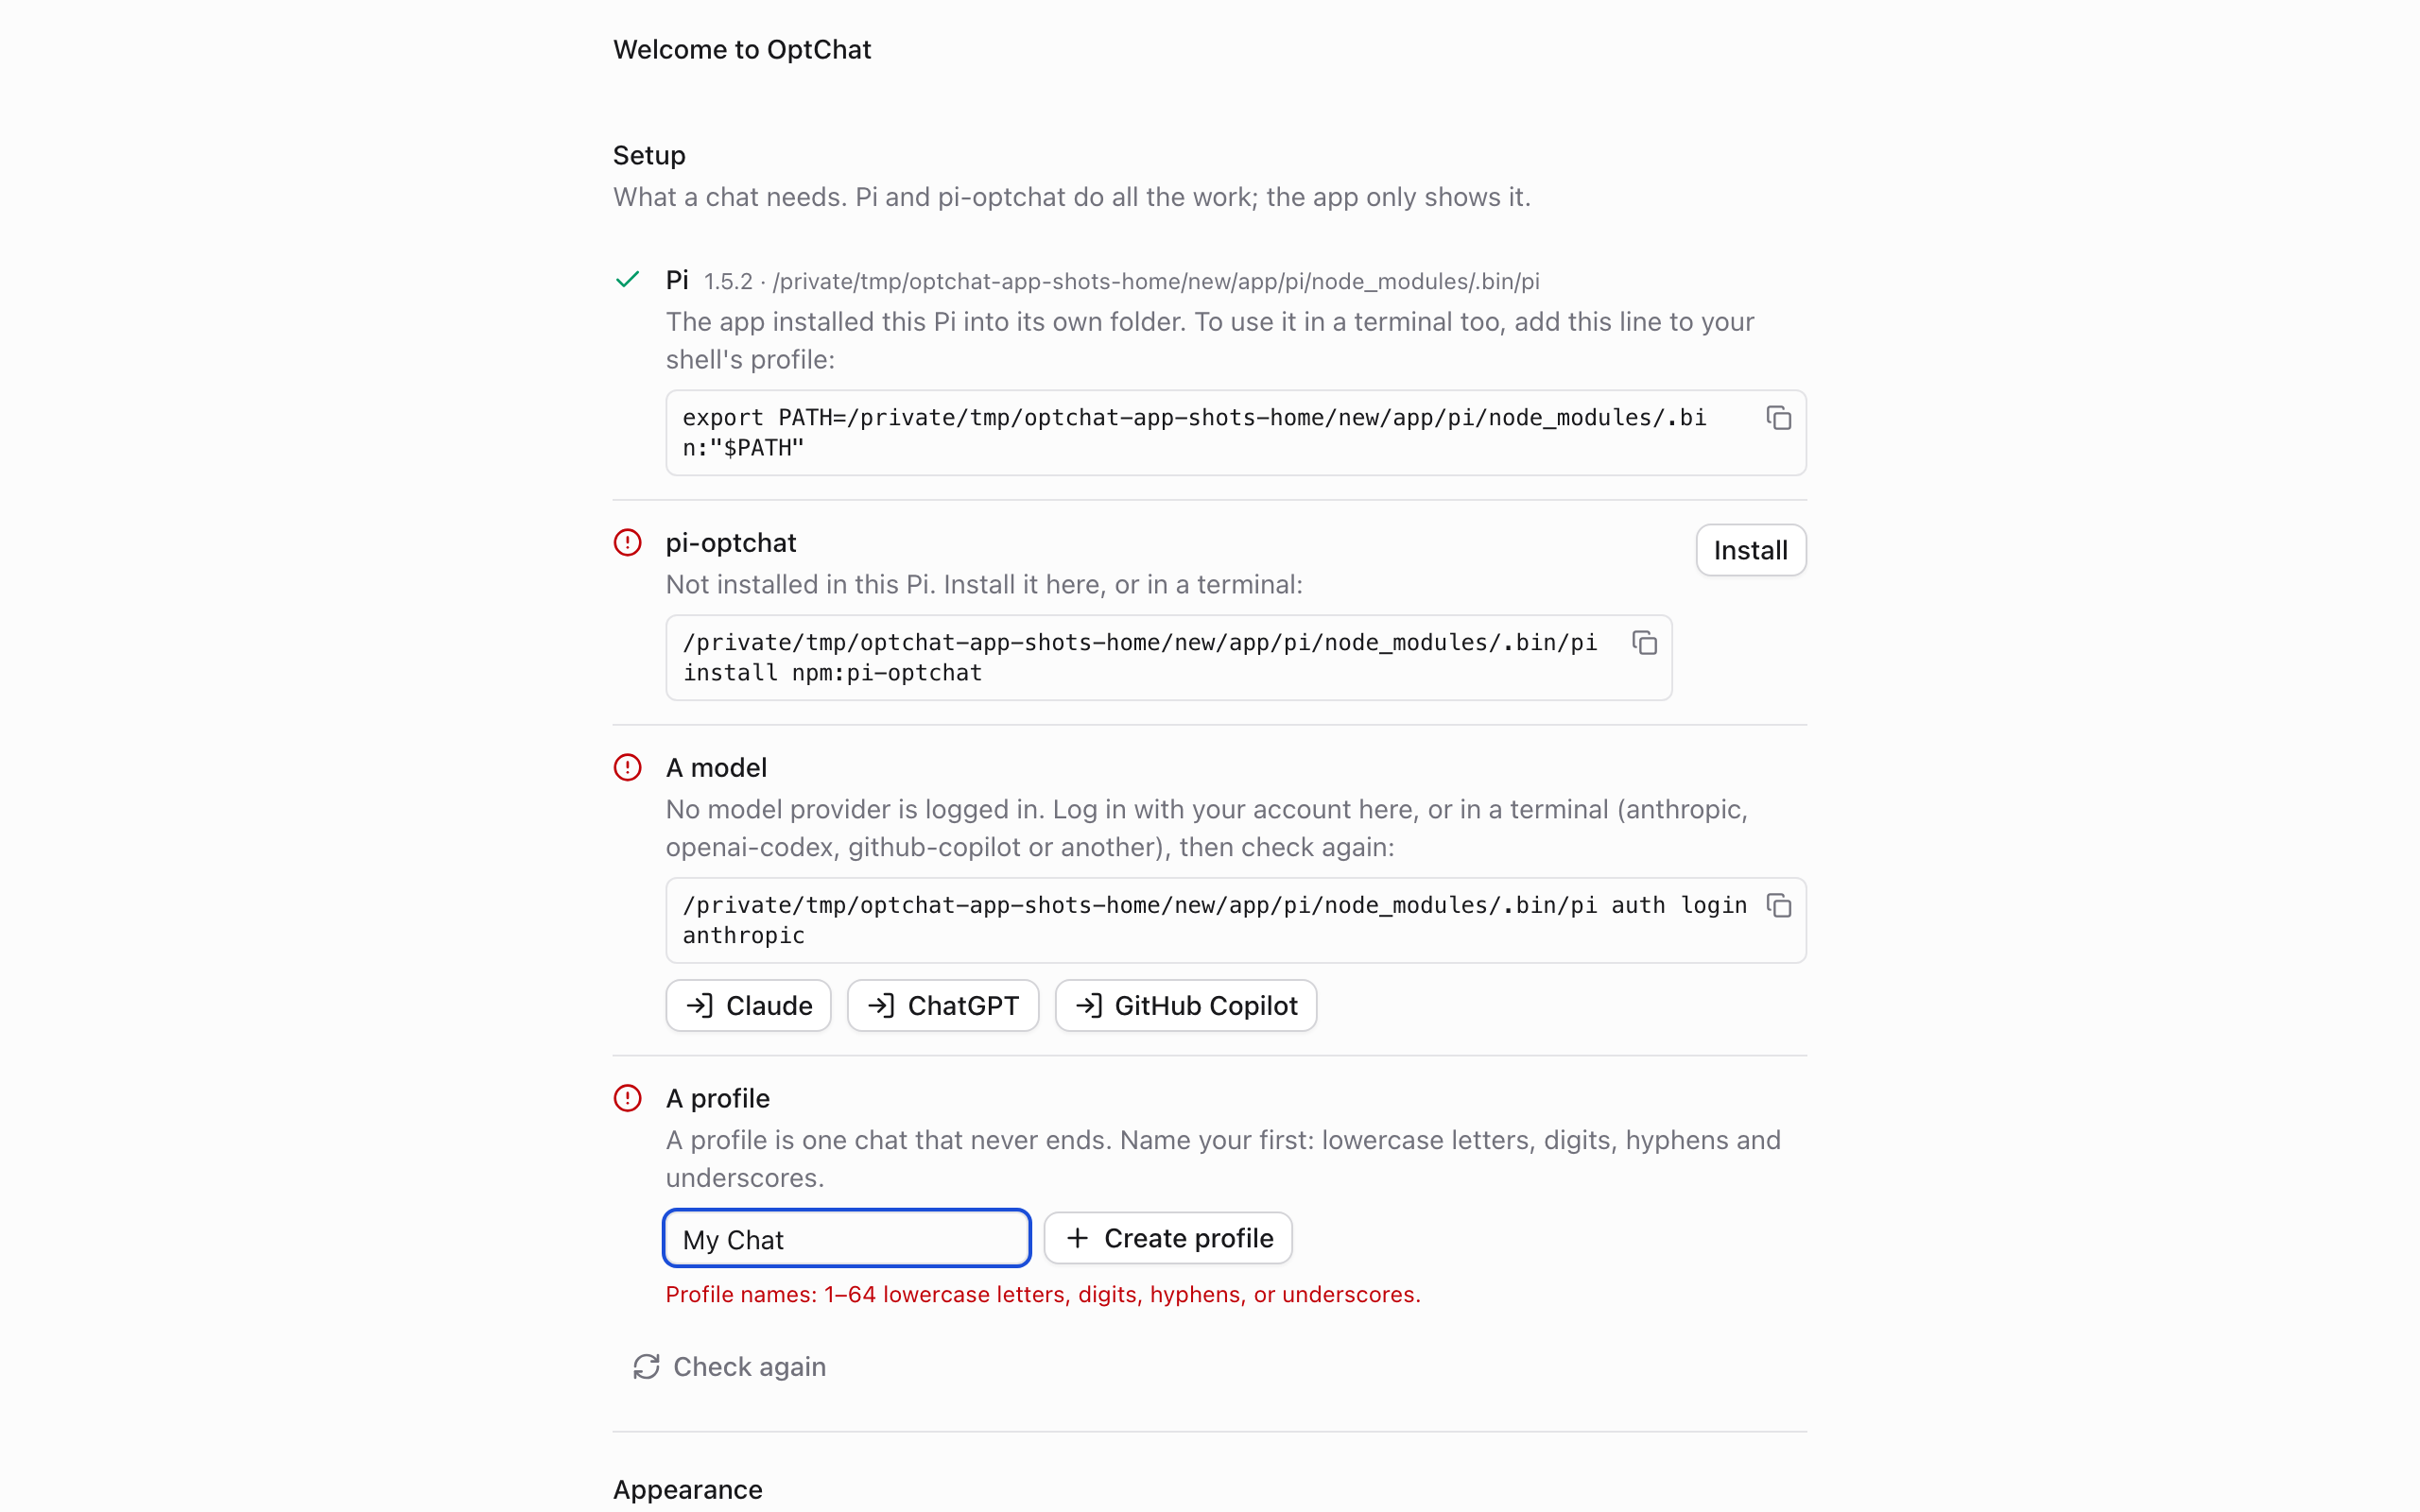 Welcome to OptChat
Setup
What a chat needs. Pi and pi-optchat do all the work; the app only shows it.
Pi 1.5.2 · /private/tmp/optchat-app-shots-home/new/app/pi/node_modules/.bin/pi
The app installed this Pi into its own folder. To use it in a terminal too, add this line to your
shell's profile:
export PATH=/private/tmp/optchat-app-shots-home/new/app/pi/node_modules/.bi
n:"$PATH"
pi-optchat
Install
Not installed in this Pi. Install it here, or in a terminal:
/private/tmp/optchat-app-shots-home/new/app/pi/node_modules/.bin/pi
install npm:pi-optchat
A model
No model provider is logged in. Log in with your account here, or in a terminal (anthropic,
openai-codex, github-copilot or another), then check again:
/private/tmp/optchat-app-shots-home/new/app/pi/node_modules/.bin/pi auth login
anthropic
Claude ChatGPT GitHub Copilot
A profile
A profile is one chat that never ends. Name your first: lowercase letters, digits, hyphens and
underscores.
My Chat Create profile
Profile names: 1–64 lowercase letters, digits, hyphens, or underscores.
Check again
Appearance